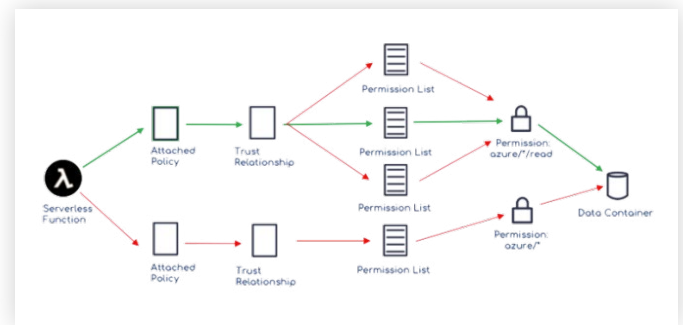 Permission List
Attached
Policy
Trust
Relationship
Permission List
Permission:
azure/*/read
λ
Serverless
Function
Permission List
Data Container
Permission:
azure/*
Attached
Policy
Trust
Relationship
Permission List